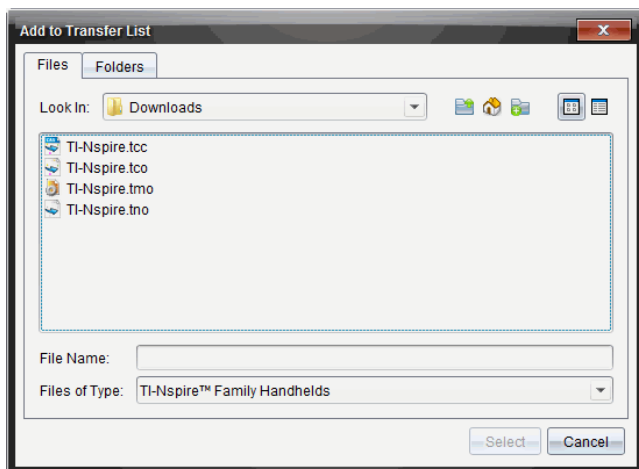 Add to Transfer List
Files Folders
Look In: Downloads
TI-Nspire.tcc
TI-Nspire.tco
TI-Nspire.tmo
TI-Nspire.tno
File Name:
Files of Type: TI-Nspire™ Family Handhelds
Select Cancel